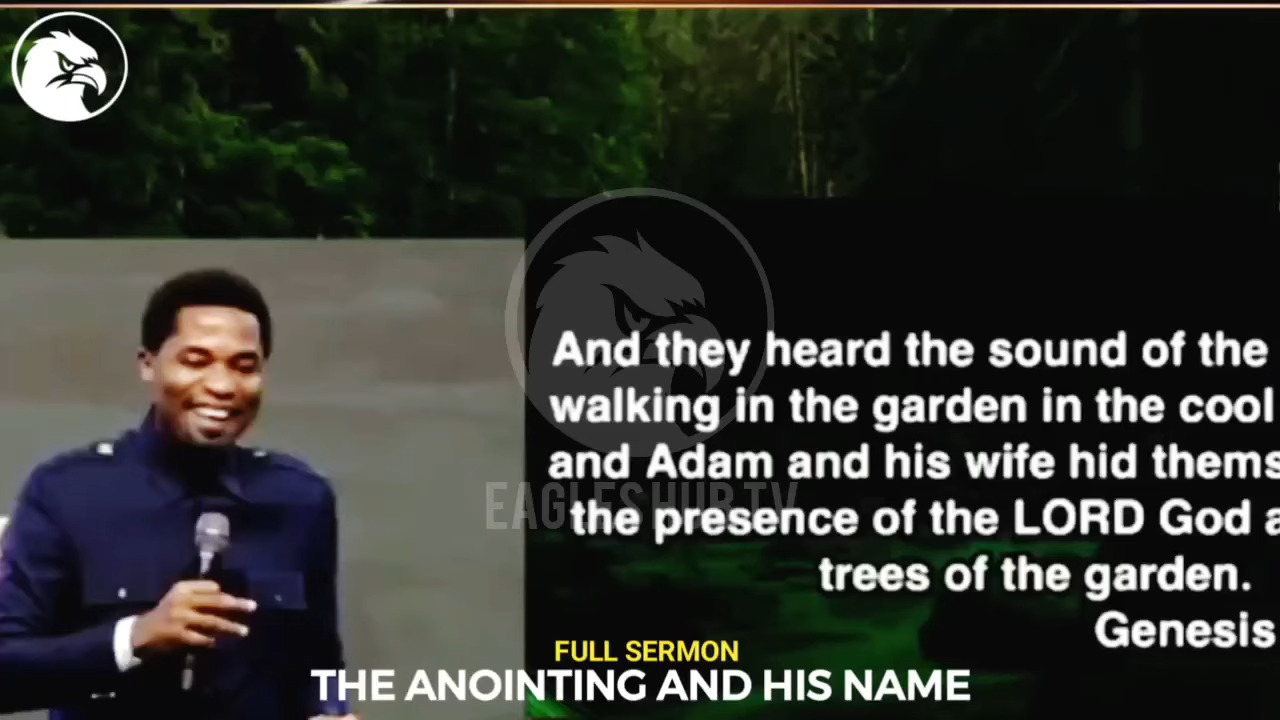 And they heard the sound of the
walking in the garden in the cool
and Adam and his wife hid thems
the presence of the LORD God a
trees of the garden.
Genesis
EAGLES HUB TV
FULL SERMON
THE ANOINTING AND HIS NAME